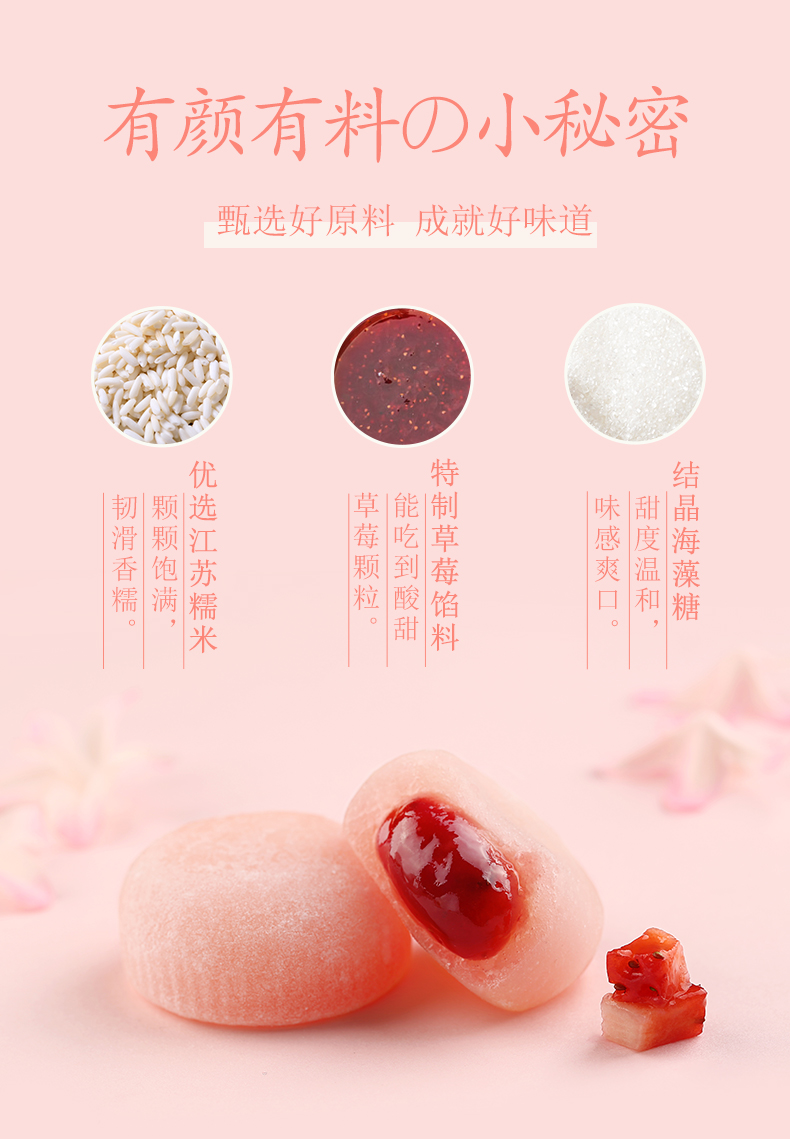 有颜有料の小秘密
甄选好原料 成就好味道
优选江苏糯米
颗颗饱满，
韧滑香糯。
特制草莓馅料
能吃到酸甜
草莓颗粒。
结晶海藻糖
甜度温和，
味感爽口。